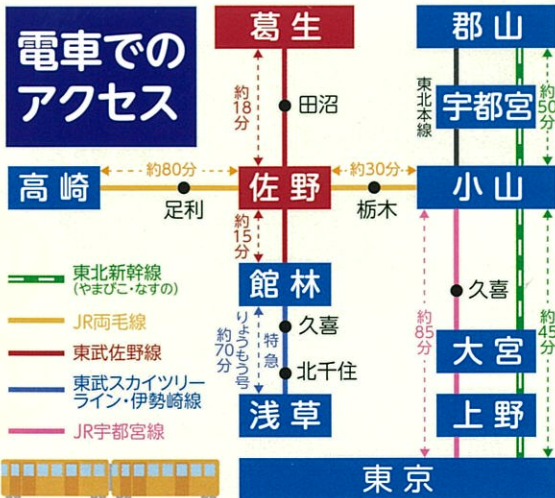 電車での
アクセス
葛生
郡山
約18分
田沼
東北本線
宇都宮
約50分
高崎
約80分
足利
佐野
約30分
栃木
小山
約15分
東北新幹線
(やまびこ・なすの)
JR両毛線
東武佐野線
東武スカイツリー
ライン・伊勢崎線
JR宇都宮線
館林
特急
りょうもう号
約70分
久喜
北千住
浅草
約85分
久喜
大宮
上野
約45分
東京